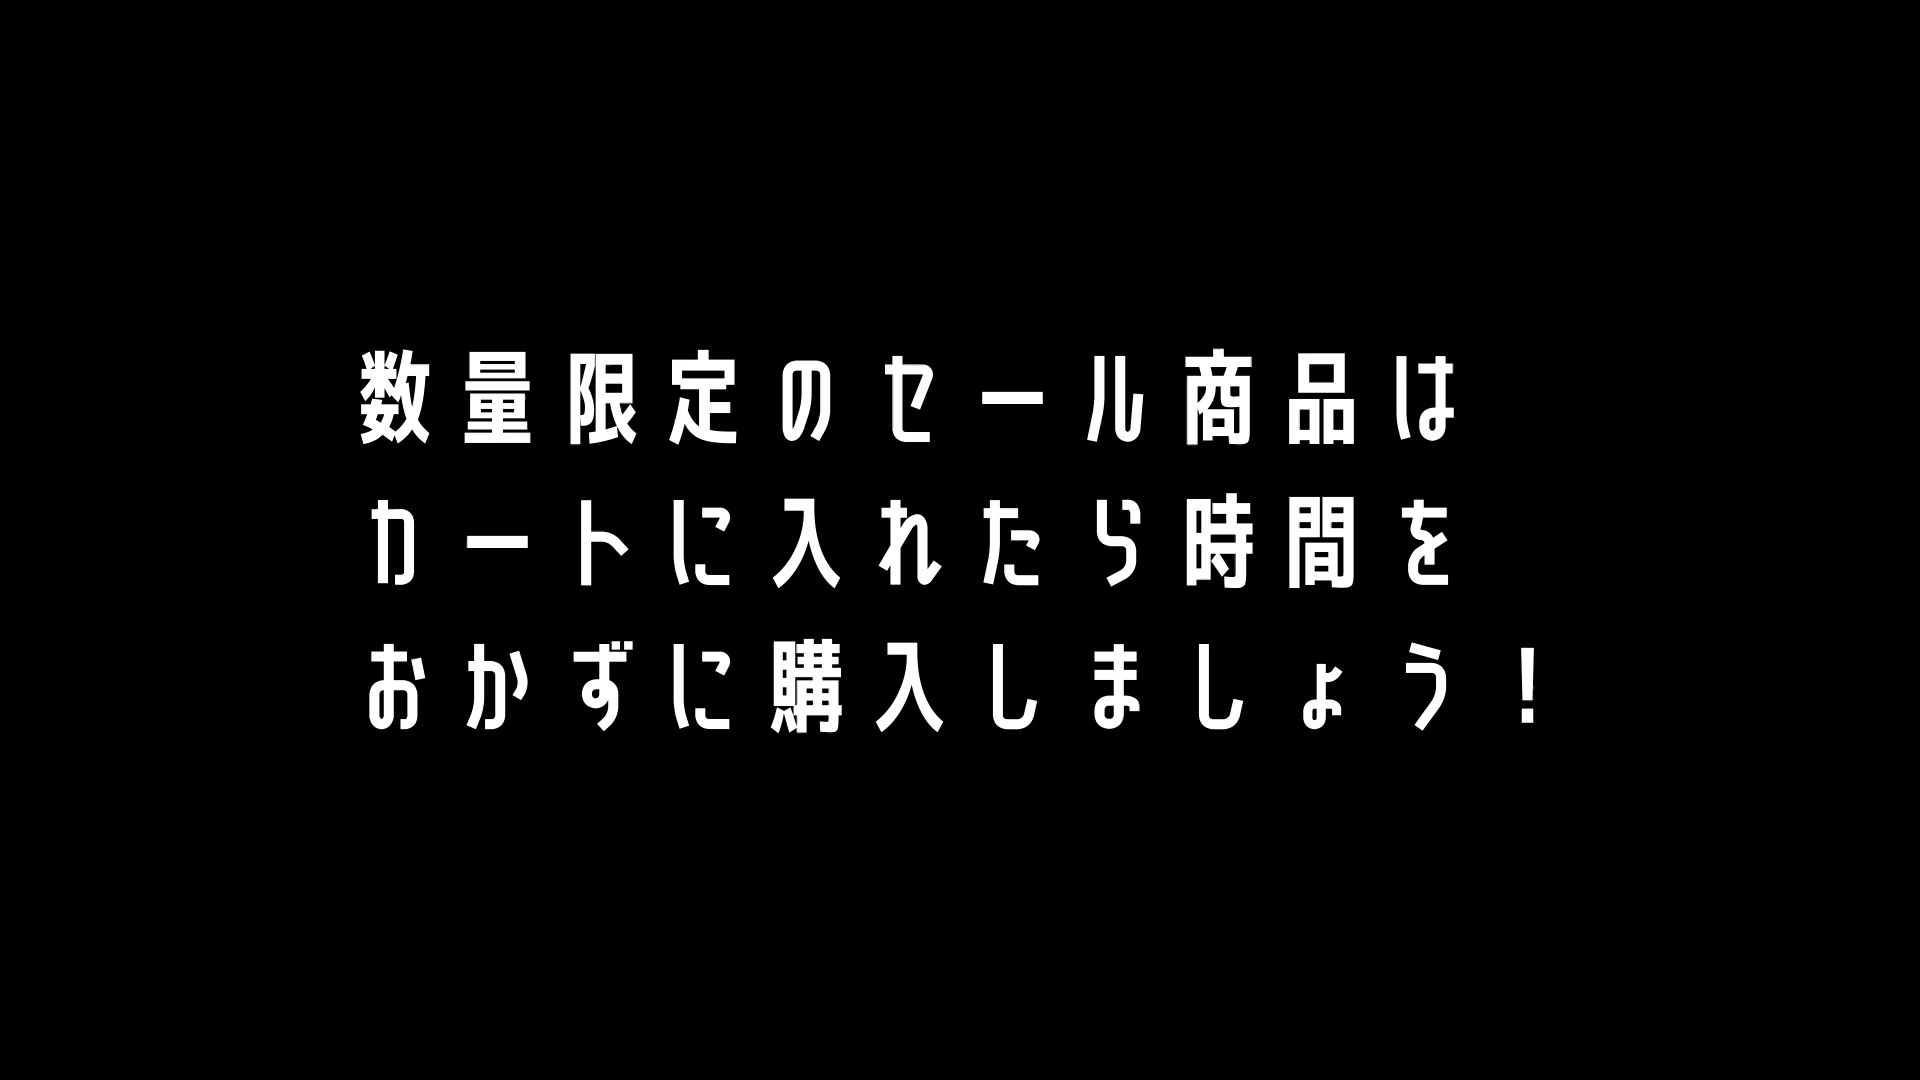 数量限定のセール商品は
カートに入れたら時間を
おかずに購入しましょう！